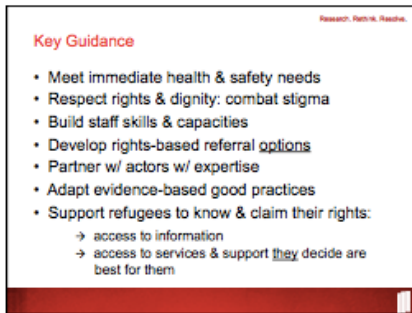 Research. Rethink. Resolve.
Key Guidance
• Meet immediate health & safety needs
• Respect rights & dignity: combat stigma
• Build staff skills & capacities
• Develop rights-based referral options
• Partner w/ actors w/ expertise
• Adapt evidence-based good practices
• Support refugees to know & claim their rights:
→ access to information
→ access to services & support they decide are
best for them